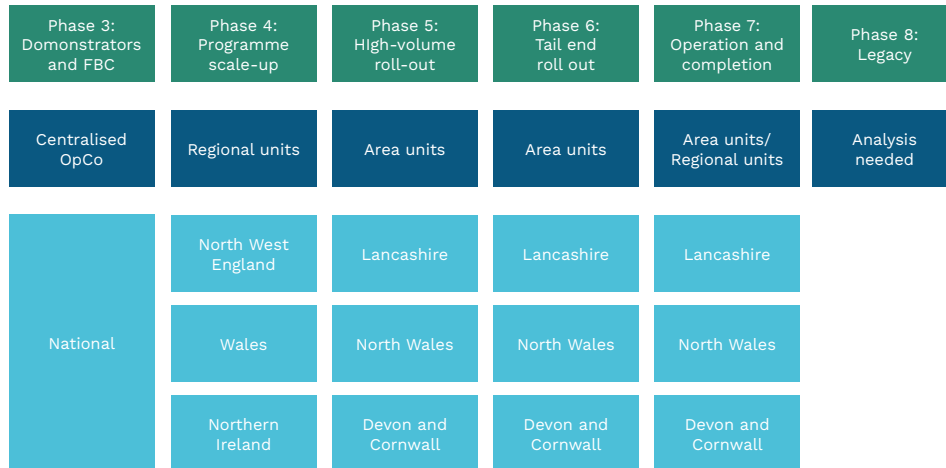 Phase 3:
Domonstrators
and FBC
Phase 4:
Programme
scale-up
Phase 5:
HIgh-volume
roll-out
Phase 6:
Tail end
roll out
Phase 7:
Operation and
completion
Phase 8:
Legacy
Centralised
OpCo
Regional units
Area units
Area units
Area units/
Regional units
Analysis
needed
National
North West
England
Lancashire
Lancashire
Lancashire
Wales
North Wales
North Wales
North Wales
Northern
Ireland
Devon and
Cornwall
Devon and
Cornwall
Devon and
Cornwall